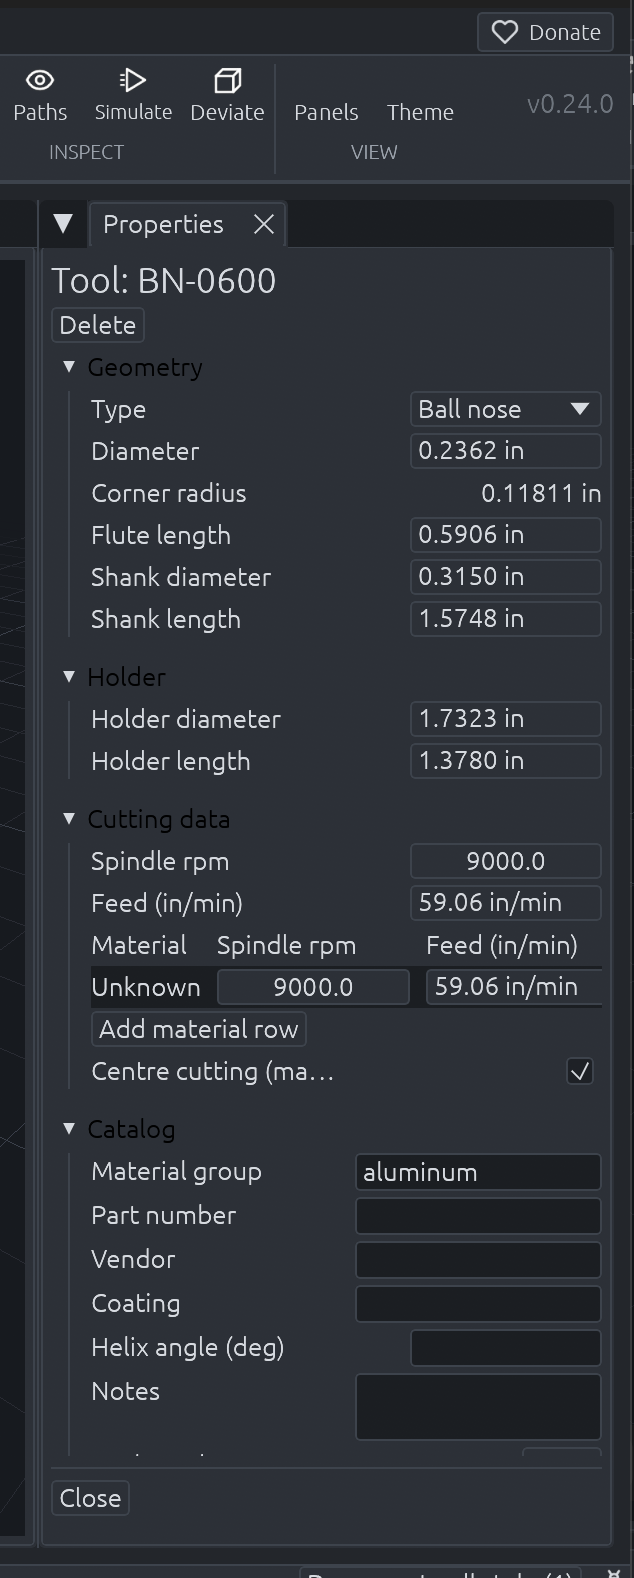 Donate
Paths Simulate Deviate Panels Theme v0.24.0
INSPECT VIEW
Properties
Tool: BN-0600
Delete
Geometry
Type Ball nose
Diameter 0.2362 in
Corner radius 0.11811 in
Flute length 0.5906 in
Shank diameter 0.3150 in
Shank length 1.5748 in
Holder
Holder diameter 1.7323 in
Holder length 1.3780 in
Cutting data
Spindle rpm 9000.0
Feed (in/min) 59.06 in/min
Material Spindle rpm Feed (in/min)
Unknown 9000.0 59.06 in/min
Add material row
Centre cutting (ma...
Catalog
Material group aluminum
Part number
Vendor
Coating
Helix angle (deg)
Notes
Close